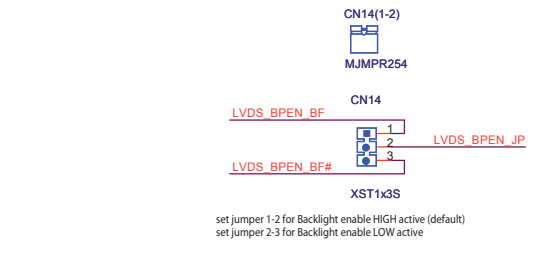 CN14(1-2)
MJMPR254
CN14
LVDS_BPEN_BF
1
2
LVDS_BPEN_JP
3
LVDS_BPEN_BF#
XST1x3S
set jumper 1-2 for Backlight enable HIGH active (default)
set jumper 2-3 for Backlight enable LOW active